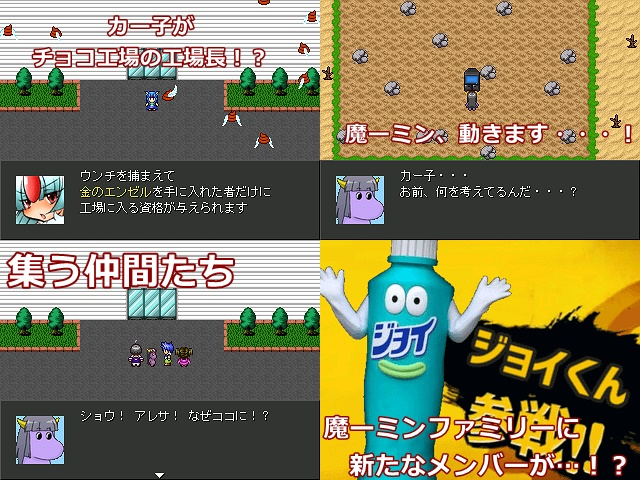 カー子が
チョコ工場の工場長！？
ウンチを捕まえて
金のエンゼルを手に入れた者だけに
工場に入る資格が与えられます
魔ーミン、動きます・・・・！
カー子・・・
お前、何を考えてるんだ・・・？
集う仲間たち
ショウ！ アレサ！ なぜココに！？
ジョイ
ジョイくん
参戦!!
魔ーミンファミリーに
新たなメンバーが…！？